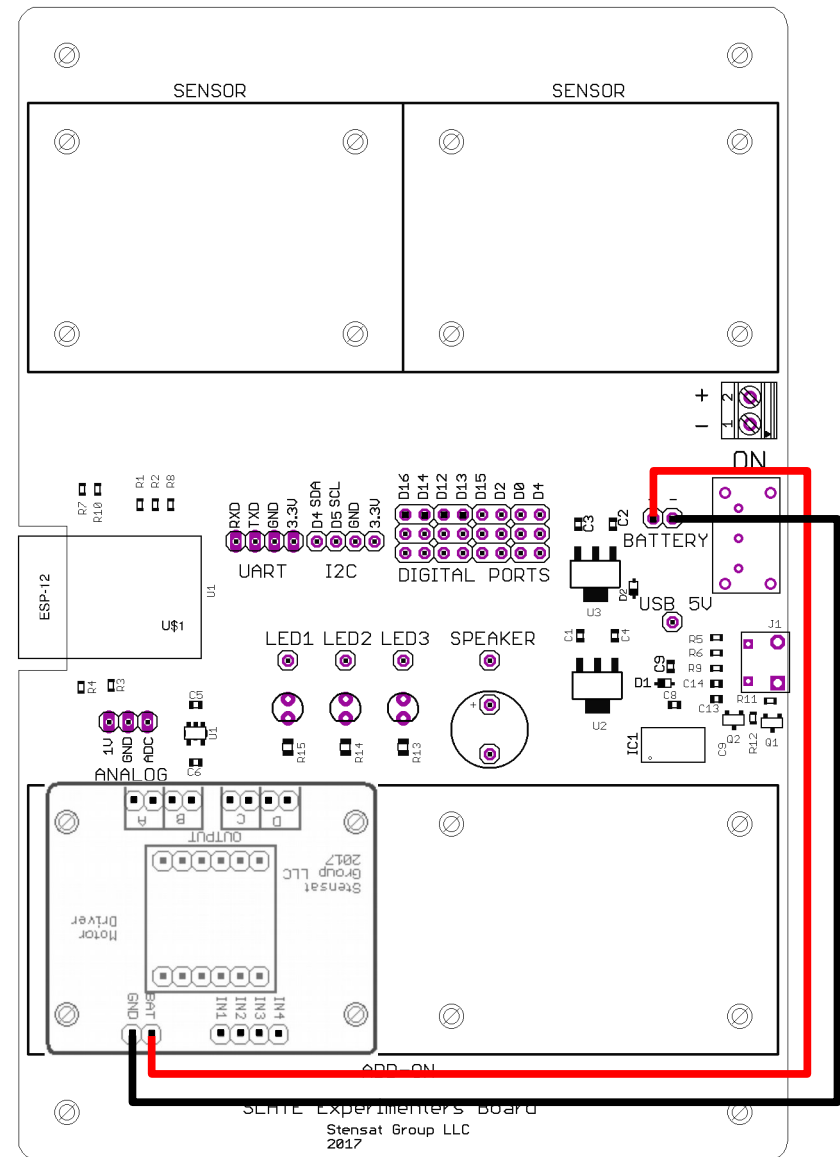 SENSOR SENSOR
+ 2
- 1
ON
R7 R10 R1 R2 R8
RXD TXD GND 3.3V D4 SDA D5 SCL GND 3.3V
D16 D14 D12 D13 D15 D2 D0 D4
C3 C2
-
BATTERY
UART I2C DIGITAL PORTS
ESP-12
U$1
U1
U3
D2
USB 5V
J1
LED1 LED2 LED3 SPEAKER
C1 C4
R5
R6
R9
C14
C13
C9
D1
C8
R11
R4 R3
C5
U1
C6
1V GND ADC
ANALOG
+
R15 R14 R13
U2
IC1
C9 Q2 R12 Q1
A B C D
OUTPUT
Stensat
Group LLC
2017
Motor
Driver
GND BAT IN1 IN2 IN3 IN4
ADD-ON
SLATE Experimenters Board
Stensat Group LLC
2017